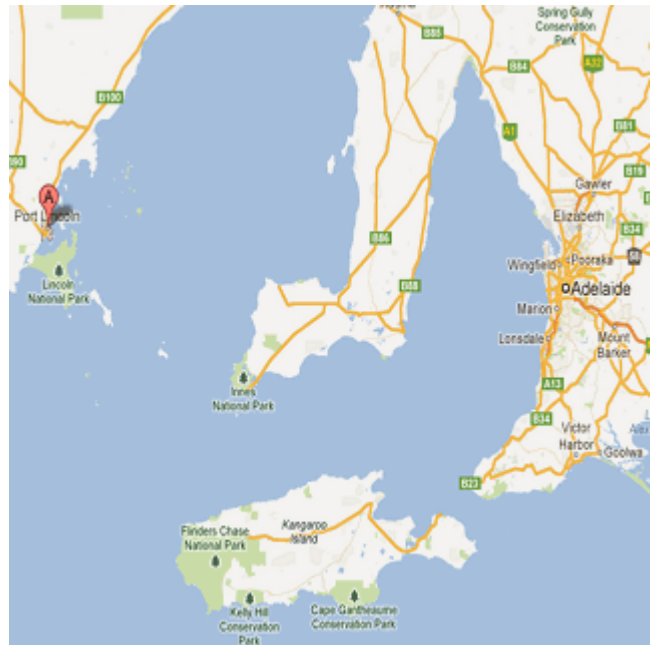 B88
Spring Gully
Conservation
Park
B84
A32
B100
A1
B81
B19
Gawler
A
Port Lincoln
Elizabeth
B34
B86
Wingfield
Pooraka
Lincoln
National Park
B88
Adelaide
Marion
Lonsdale
Mount
Barker
Innes
National Park
A13
B34
Victor
Harbor
Goolwa
B23
Flinders Chase
National Park
Kangaroo
Island
Kelly Hill
Conservation
Park
Cape Gantheaume
Conservation Park